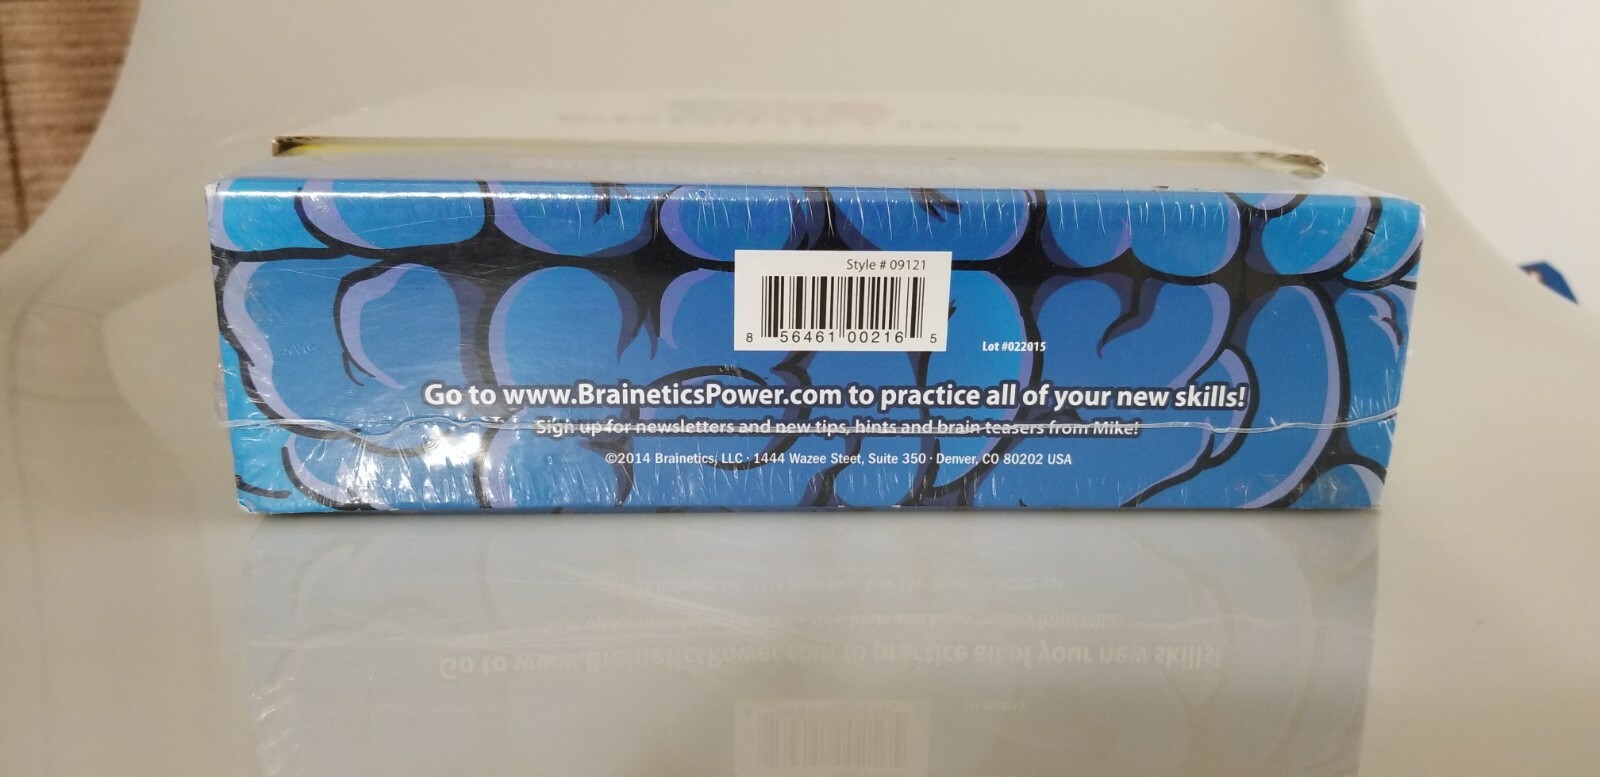 Style # 09121
8 56461 00216 5
Lot #022015
Go to www.BraineticsPower.com to practice all of your new skills!
Sign up for newsletters and new tips, hints and brain teasers from Mike!
©2014 Brainetics, LLC · 1444 Wazee Steet, Suite 350 · Denver, CO 80202 USA